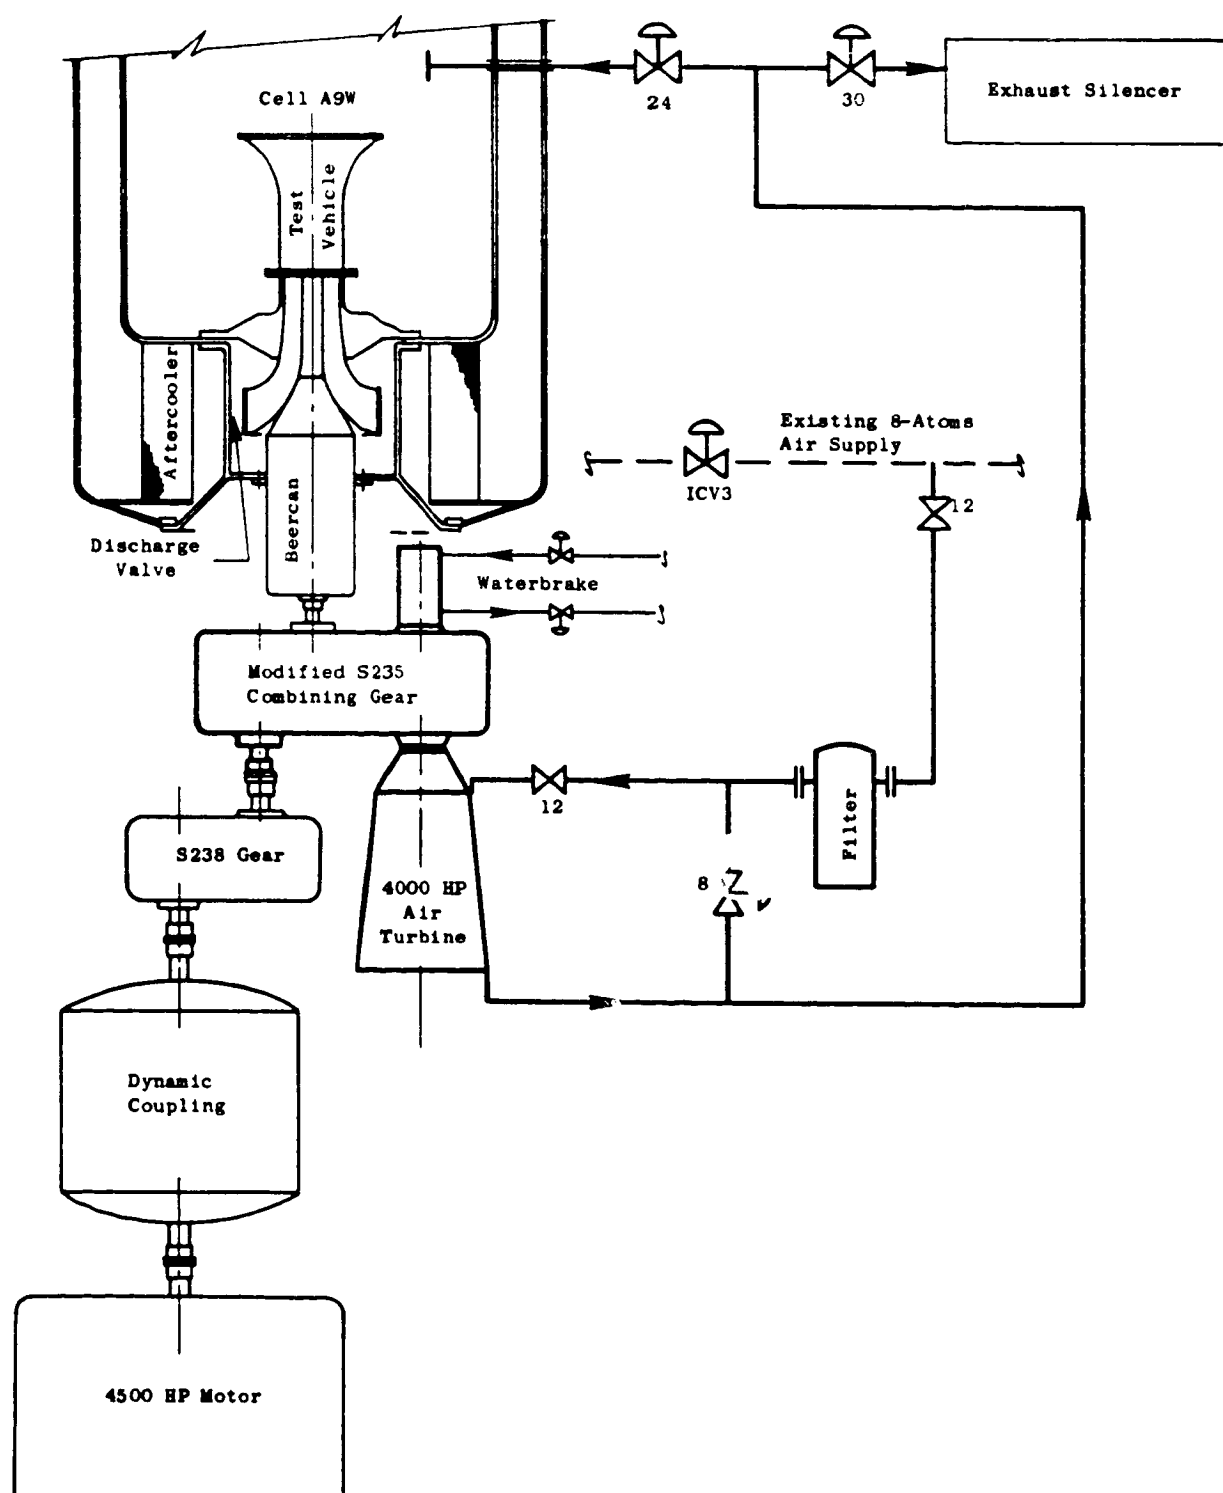 Cell A9W
24
30
Exhaust Silencer
Test
Vehicle
Aftercooler
Existing 8-Atoms
Air Supply
ICV3
12
Beercan
Discharge
Valve
Waterbrake
Modified S235
Combining Gear
12
Filter
S238 Gear
8
4000 HP
Air
Turbine
Dynamic
Coupling
4500 HP Motor